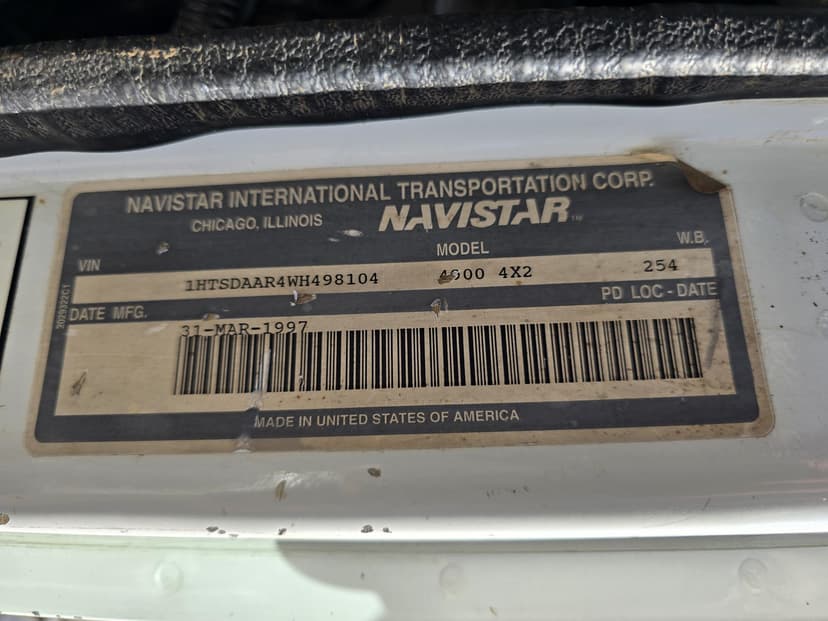 NAVISTAR INTERNATIONAL TRANSPORTATION CORP.
CHICAGO, ILLINOIS NAVISTAR TM
VIN MODEL W.B.
1HTSDAAR4WH498104 4900 4X2 254
DATE MFG. PD LOC - DATE
31-MAR-1997
MADE IN UNITED STATES OF AMERICA